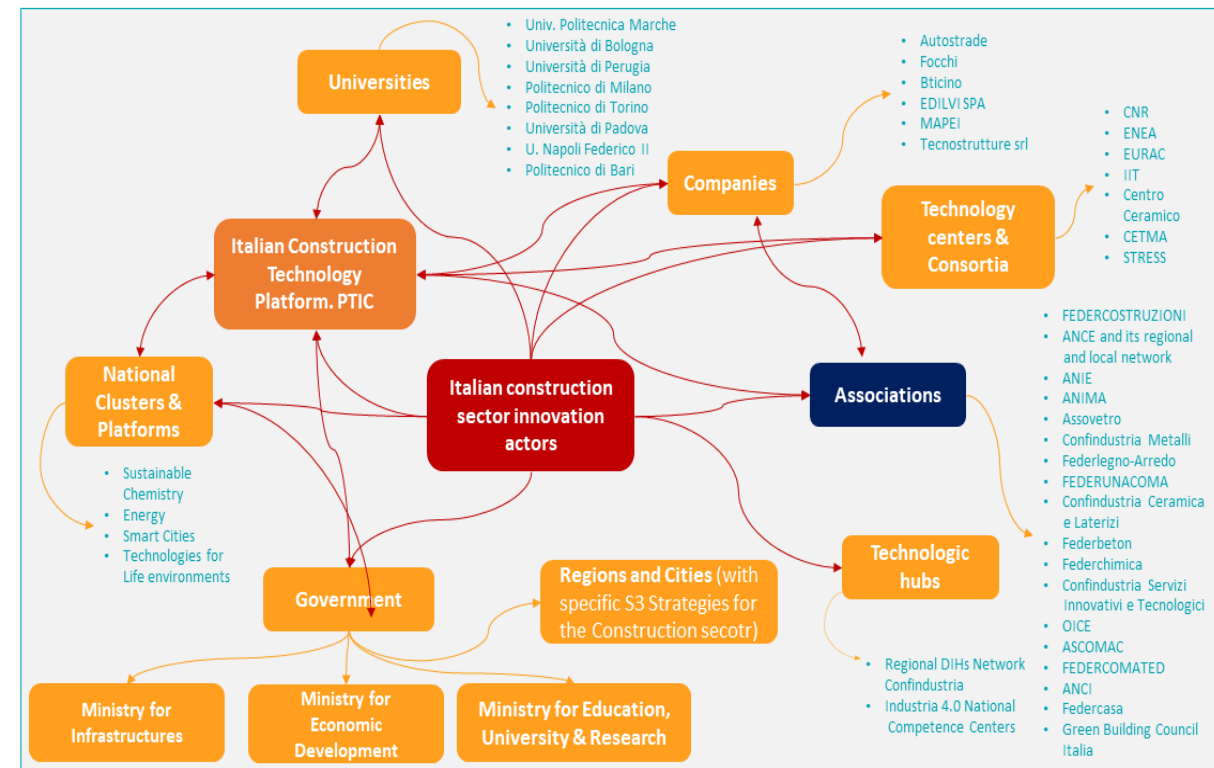 Universities
Univ. Politecnica Marche
Università di Bologna
Università di Perugia
Politecnico di Milano
Politecnico di Torino
Università di Padova
U. Napoli Federico II
Politecnico di Bari
Companies
Autostrade
Focchi
Bticino
EDILVI SPA
MAPEI
Tecnostrutture srl
Technology
centers &
Consortia
CNR
ENEA
EURAC
IIT
Centro
Ceramico
CETMA
STRESS
Italian Construction
Technology
Platform. PTIC
National
Clusters &
Platforms
Sustainable
Chemistry
Energy
Smart Cities
Technologies for
Life environments
Italian construction
sector innovation
actors
Associations
FEDERCOSTRUZIONI
ANCE and its regional
and local network
ANIE
ANIMA
Assovetro
Confindustria Metalli
Federlegno-Arredo
FEDERUNACOMA
Confindustria Ceramica
e Laterizi
Federbeton
Federchimica
Confindustria Servizi
Innovativi e Tecnologici
OICE
ASCOMAC
FEDERCOMATED
ANCI
Federcasa
Green Building Council
Italia
Government
Regions and Cities (with
specific S3 Strategies for
the Construction secotr)
Technologic
hubs
Regional DIHs Network
Confindustria
Industria 4.0 National
Competence Centers
Ministry for
Infrastructures
Ministry for
Economic
Development
Ministry for Education,
University & Research